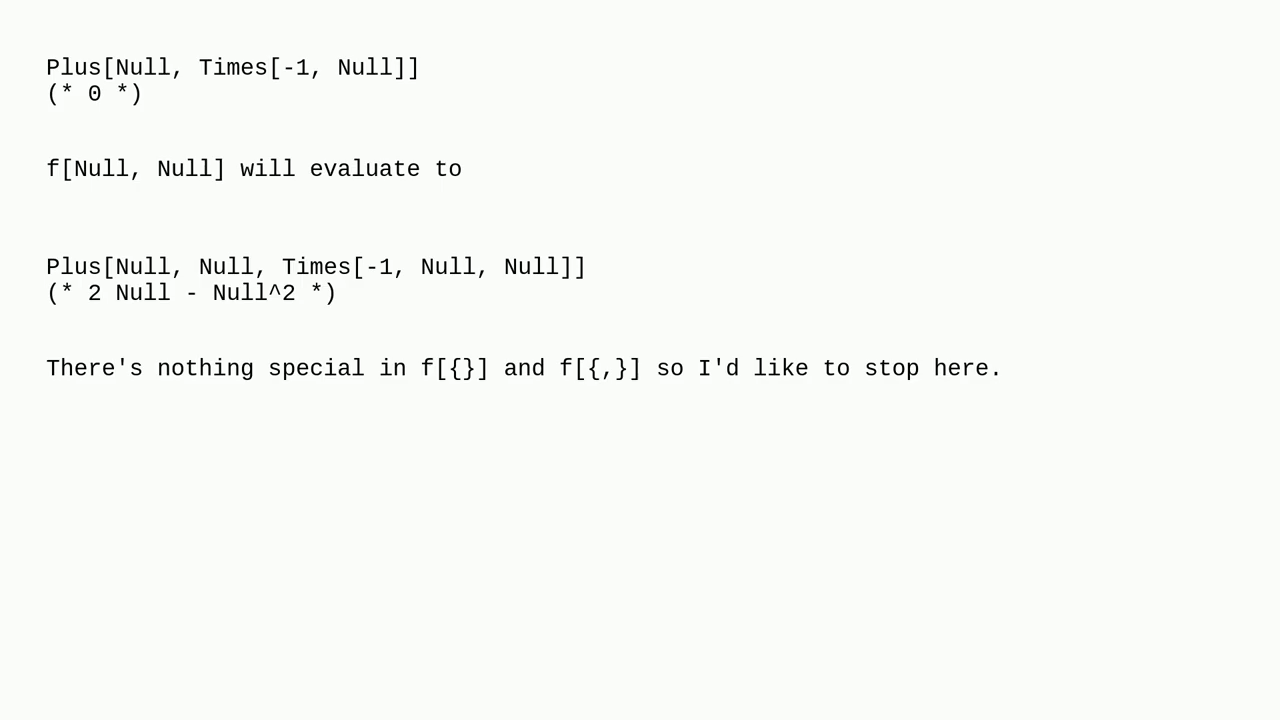 Plus[Null, Times[-1, Null]]
(* 0 *)
f[Null, Null] will evaluate to
Plus[Null, Null, Times[-1, Null, Null]]
(* 2 Null - Null^2 *)
There's nothing special in f[{}] and f[{,}] so I'd like to stop here.